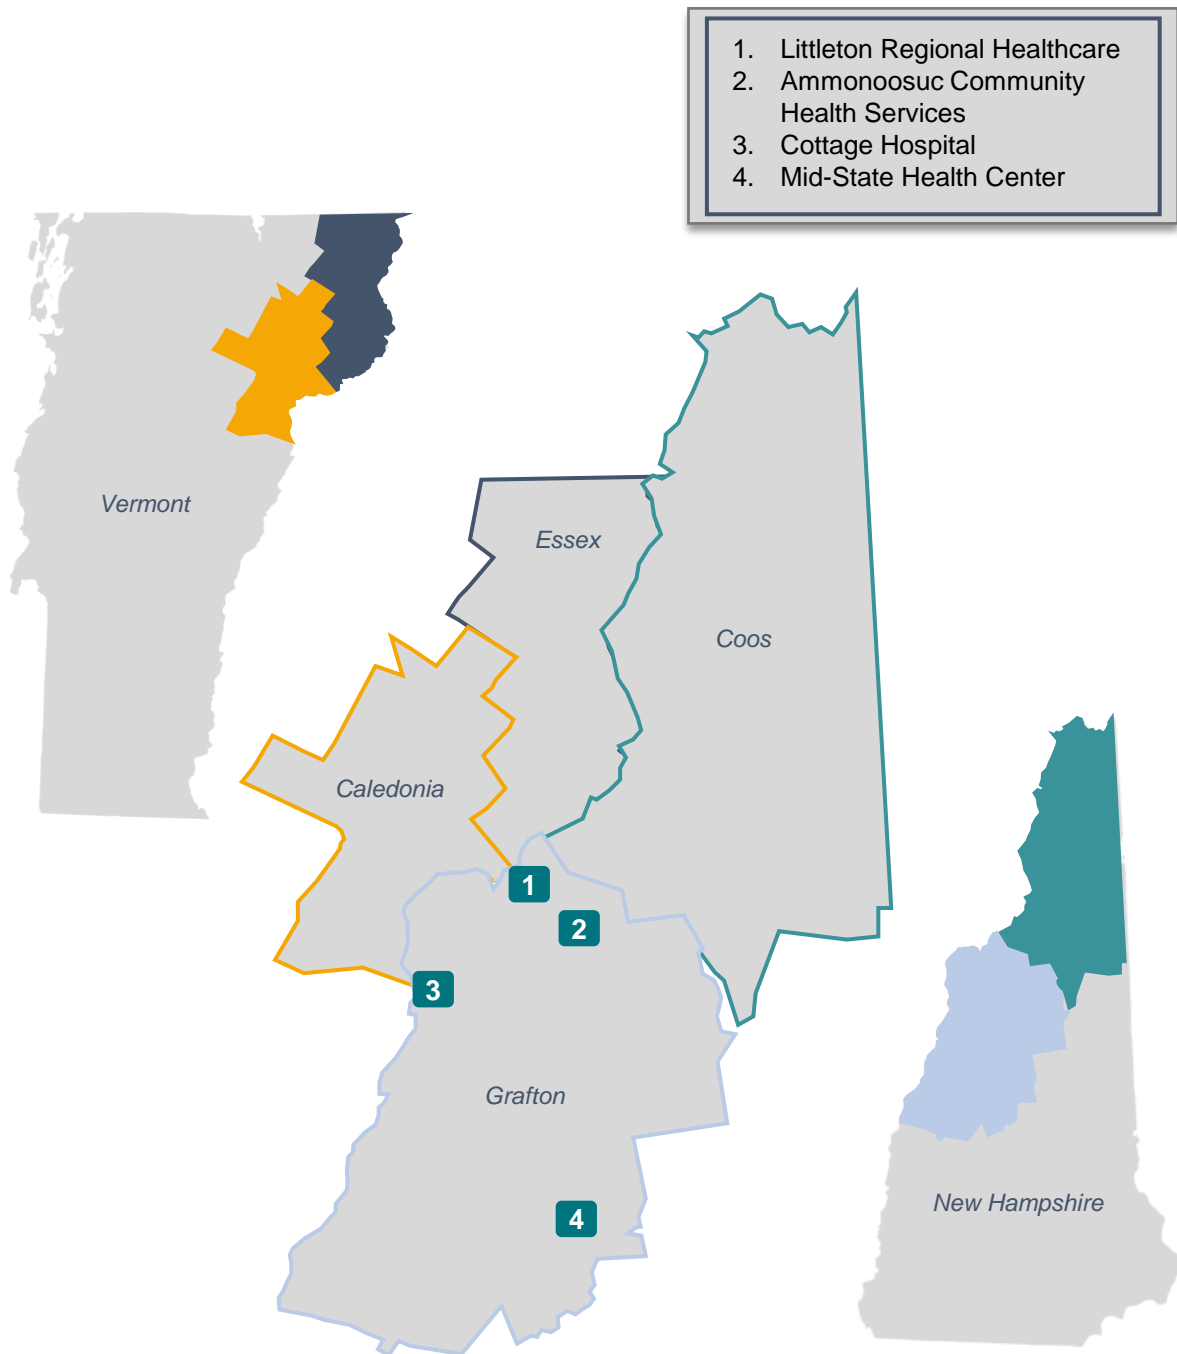 1. Littleton Regional Healthcare
2. Ammonoosuc Community
Health Services
3. Cottage Hospital
4. Mid-State Health Center
Vermont
Essex
Coos
Caledonia
1
2
3
Grafton
4
New Hampshire